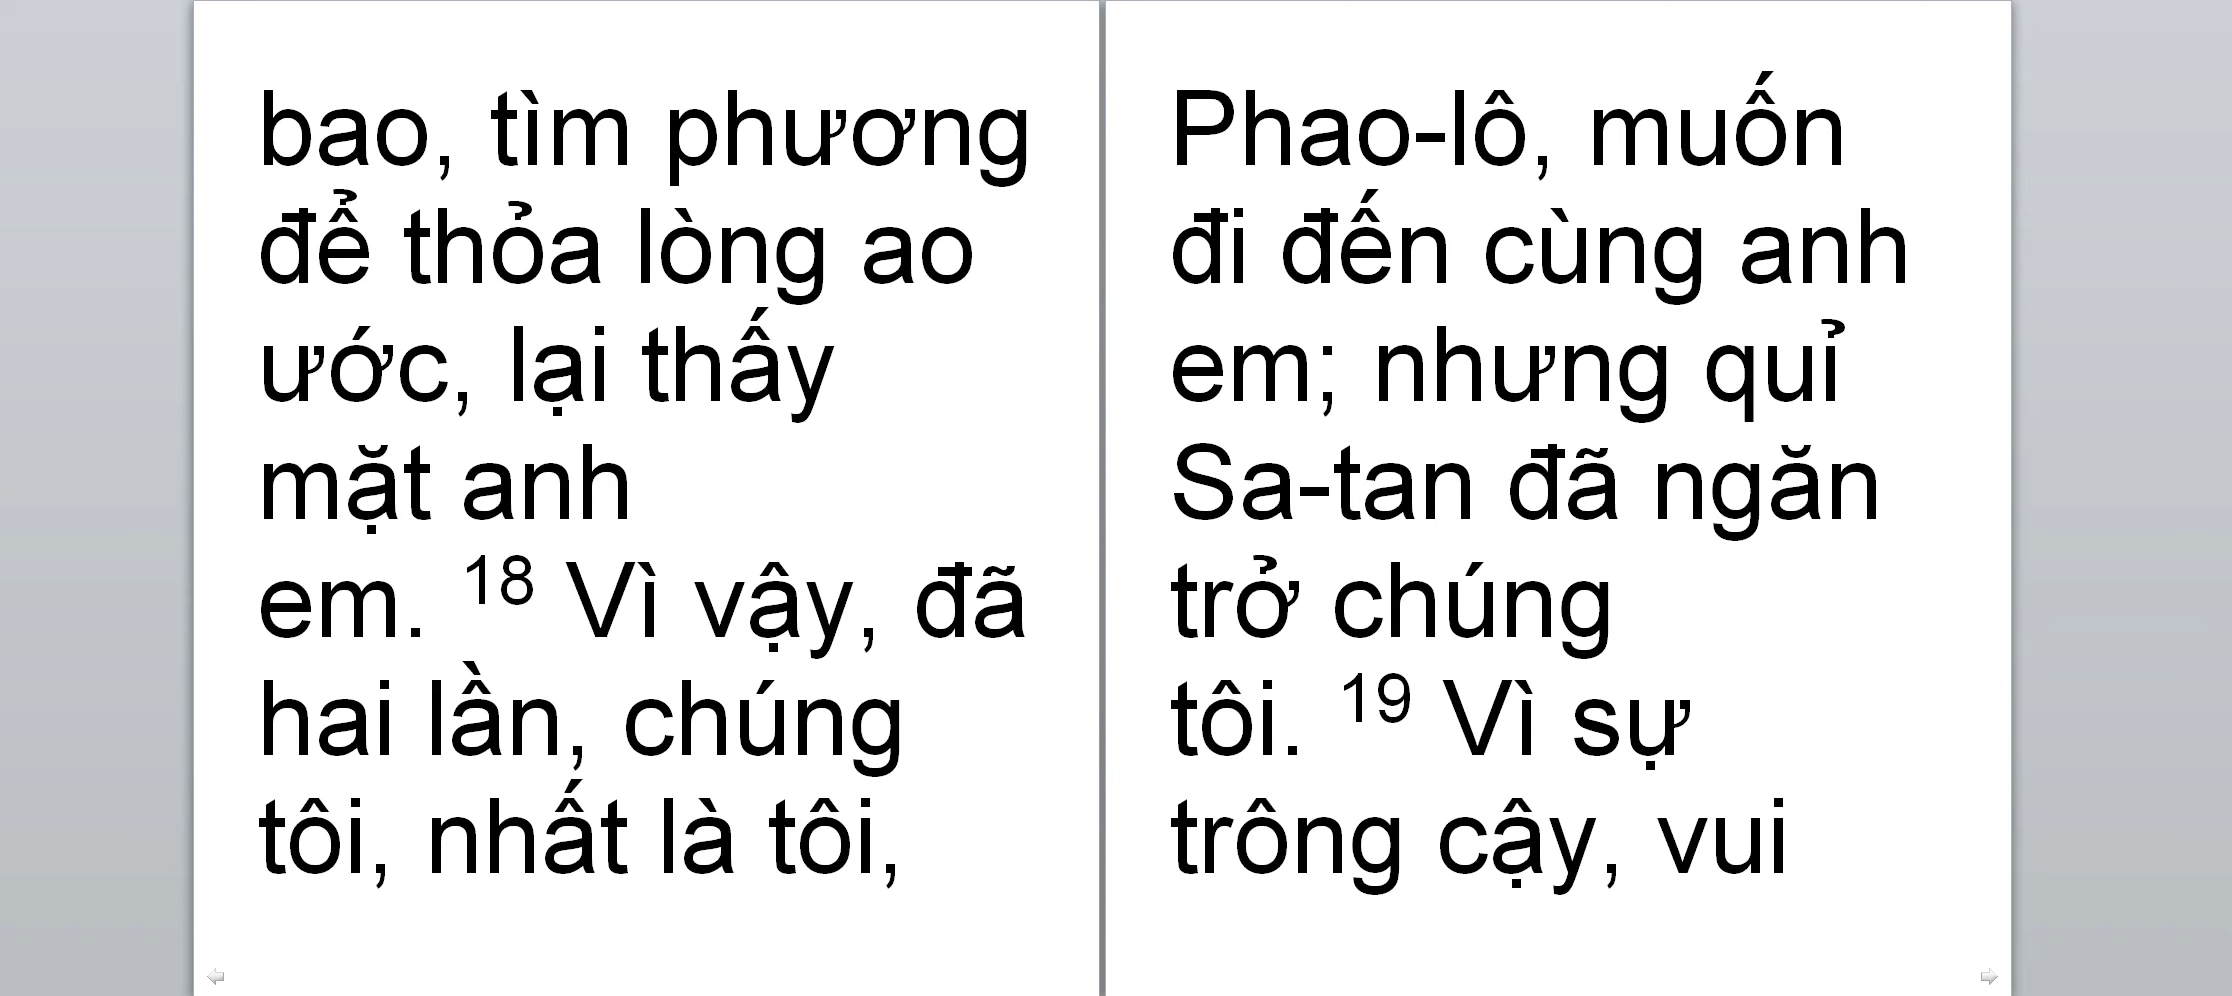 bao, tìm phương
để thỏa lòng ao
ước, lại thấy
mặt anh
em. 18 Vì vậy, đã
hai lần, chúng
tôi, nhất là tôi,
Phao-lô, muốn
đi đến cùng anh
em; nhưng quỉ
Sa-tan đã ngăn
trở chúng
tôi. 19 Vì sự
trông cậy, vui